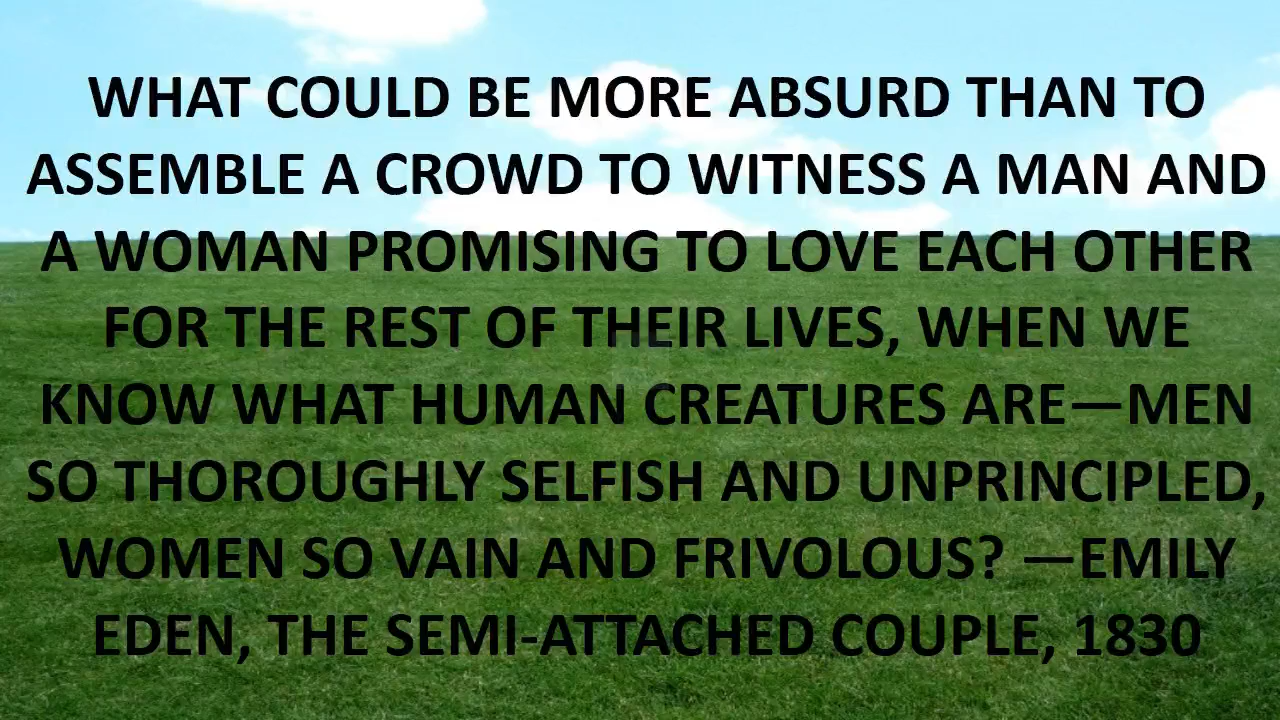 WHAT COULD BE MORE ABSURD THAN TO
ASSEMBLE A CROWD TO WITNESS A MAN AND
A WOMAN PROMISING TO LOVE EACH OTHER
FOR THE REST OF THEIR LIVES, WHEN WE
KNOW WHAT HUMAN CREATURES ARE—MEN
SO THOROUGHLY SELFISH AND UNPRINCIPLED,
WOMEN SO VAIN AND FRIVOLOUS? —EMILY
EDEN, THE SEMI-ATTACHED COUPLE, 1830